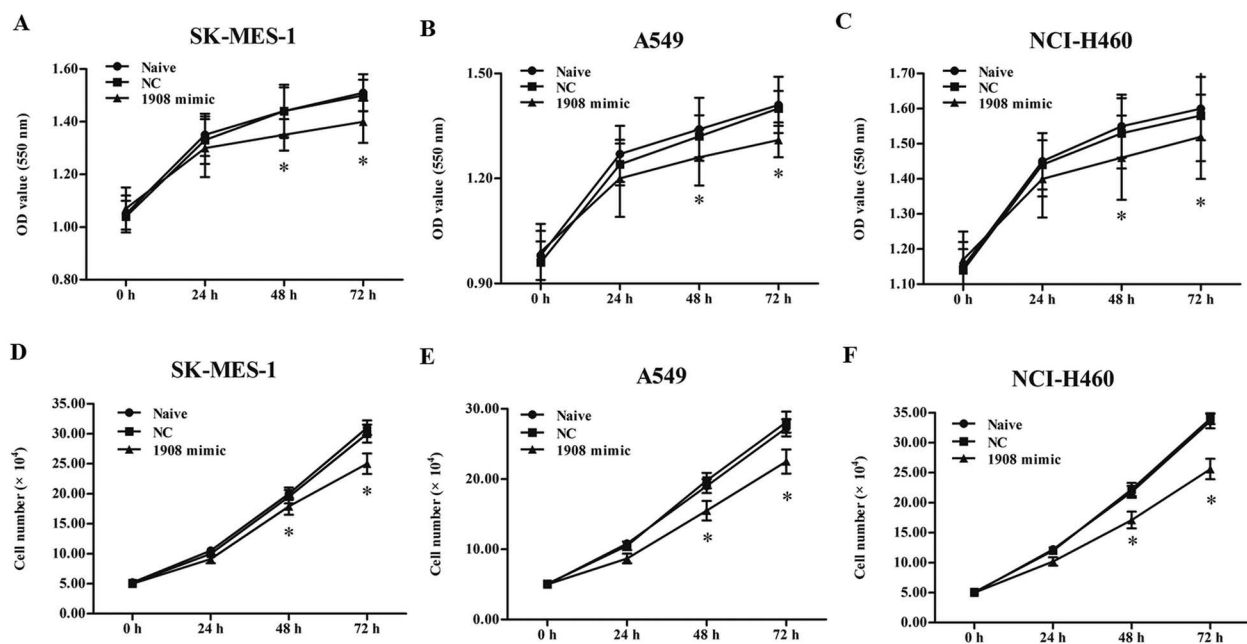 A
SK-MES-1
Naive
NC
1908 mimic
OD value (550 nm)
1.60
1.40
1.20
1.00
0.80
*
*
0 h
24 h
48 h
72 h
B
A549
Naive
NC
1908 mimic
OD value (550 nm)
1.50
1.20
0.90
*
*
0 h
24 h
48 h
72 h
C
NCI-H460
Naive
NC
1908 mimic
OD value (550 nm)
1.70
1.60
1.50
1.40
1.30
1.20
1.10
*
*
0 h
24 h
48 h
72 h
D
SK-MES-1
Naive
NC
1908 mimic
Cell number (× 10⁴)
35.00
30.00
25.00
20.00
15.00
10.00
5.00
0.00
*
*
0 h
24 h
48 h
72 h
E
A549
Naive
NC
1908 mimic
Cell number (× 10⁴)
30.00
20.00
10.00
0.00
*
*
0 h
24 h
48 h
72 h
F
NCI-H460
Naive
NC
1908 mimic
Cell number (× 10⁴)
35.00
30.00
25.00
20.00
15.00
10.00
5.00
0.00
*
*
0 h
24 h
48 h
72 h